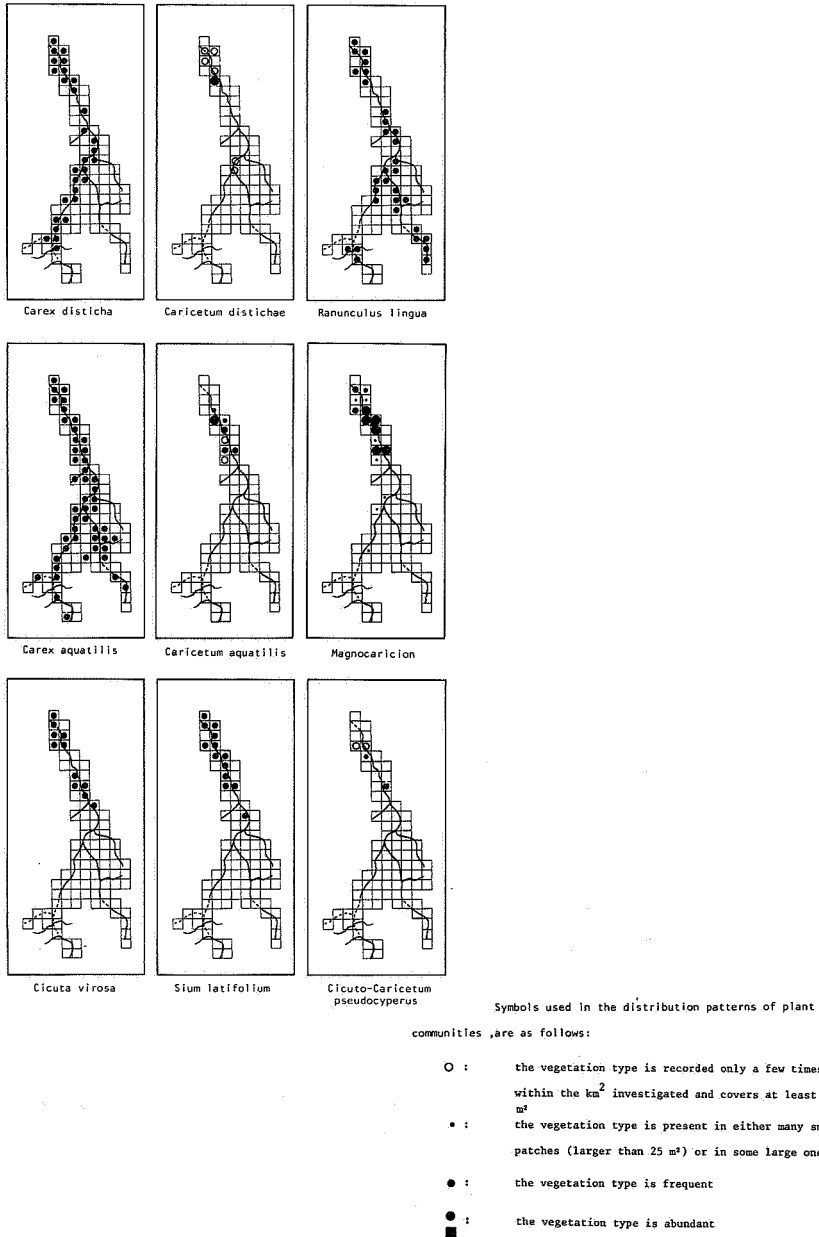 Carex disticha
Caricetum distichae
Ranunculus lingua
Carex aquatilis
Caricetum aquatilis
Magnocaricion
Cicuta virosa
Sium latifolium
Cicuto-Caricetum
pseudocyperus
Symbols used in the distribution patterns of plant
communities ,are as follows:
O : the vegetation type is recorded only a few times
within the km² investigated and covers at least
m²
• : the vegetation type is present in either many
patches (larger than 25 m²) or in some large
● : the vegetation type is frequent
● ■ : the vegetation type is abundant